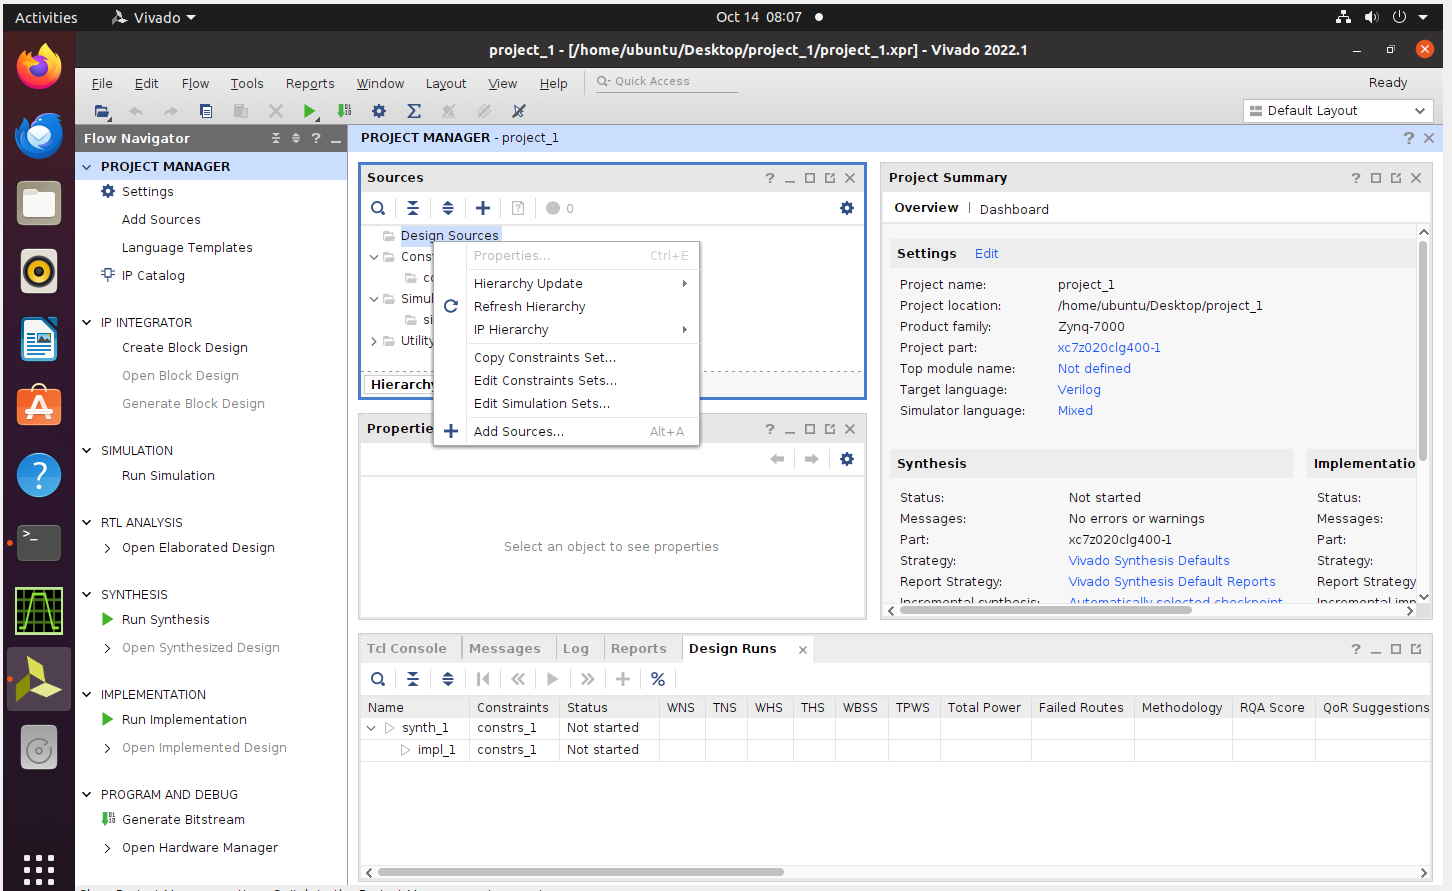 Activities
Vivado
Oct 14 08:07
project_1 - [/home/ubuntu/Desktop/project_1/project_1.xpr] - Vivado 2022.1
File Edit Flow Tools Reports Window Layout View Help
Quick Access
Ready
Default Layout
Flow Navigator
PROJECT MANAGER - project_1
PROJECT MANAGER
Settings
Add Sources
Language Templates
IP Catalog
IP INTEGRATOR
Create Block Design
Open Block Design
Generate Block Design
SIMULATION
Run Simulation
RTL ANALYSIS
Open Elaborated Design
SYNTHESIS
Run Synthesis
Open Synthesized Design
IMPLEMENTATION
Run Implementation
Open Implemented Design
PROGRAM AND DEBUG
Generate Bitstream
Open Hardware Manager
Sources
0
Design Sources
Const
co
Simul
si
Utility
Hierarchy
Properties... Ctrl+E
Hierarchy Update
Refresh Hierarchy
IP Hierarchy
Copy Constraints Set...
Edit Constraints Sets...
Edit Simulation Sets...
Add Sources... Alt+A
Propertie
Select an object to see properties
Project Summary
Overview | Dashboard
Settings Edit
Project name: project_1
Project location: /home/ubuntu/Desktop/project_1
Product family: Zynq-7000
Project part: xc7z020clg400-1
Top module name: Not defined
Target language: Verilog
Simulator language: Mixed
Synthesis
Status: Not started
Messages: No errors or warnings
Part: xc7z020clg400-1
Strategy: Vivado Synthesis Defaults
Report Strategy: Vivado Synthesis Default Reports
Incremental synthesis: Automatically selected checkpoint
Implementatio
Status:
Messages:
Part:
Strategy:
Report Strategy
Incremental imp
Tcl Console Messages Log Reports Design Runs
Name Constraints Status WNS TNS WHS THS WBSS TPWS Total Power Failed Routes Methodology RQA Score QoR Suggestions
synth_1 constrs_1 Not started
impl_1 constrs_1 Not started